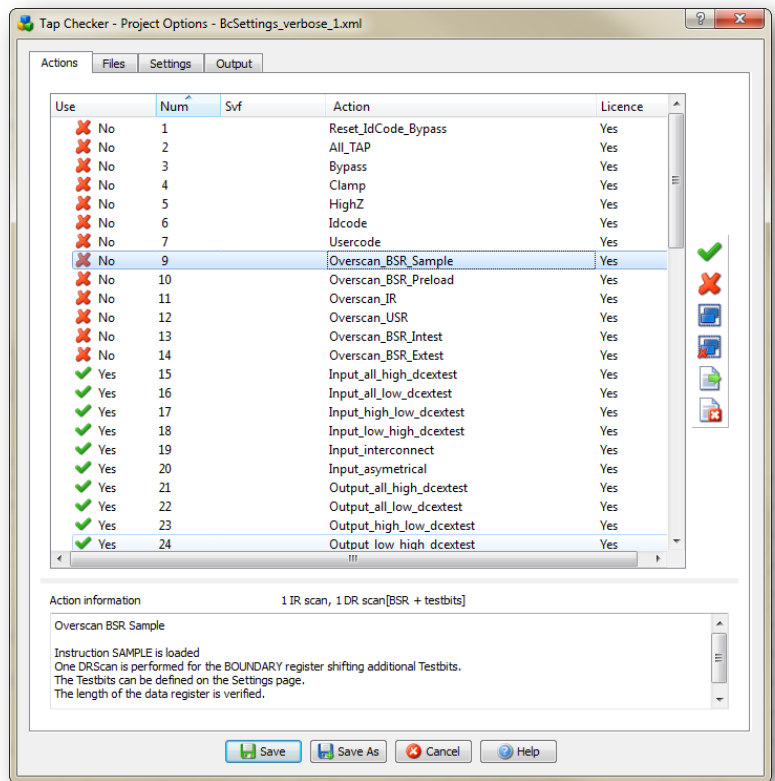 Tap Checker - Project Options - BcSettings_verbose_1.xml
Actions Files Settings Output
Use Num Svf Action Licence
No 1 Reset_IdCode_Bypass Yes
No 2 All_TAP Yes
No 3 Bypass Yes
No 4 Clamp Yes
No 5 HighZ Yes
No 6 Idcode Yes
No 7 Usercode Yes
No 9 Overscan_BSR_Sample Yes
No 10 Overscan_BSR_Preload Yes
No 11 Overscan_IR Yes
No 12 Overscan_USR Yes
No 13 Overscan_BSR_Intest Yes
No 14 Overscan_BSR_Extest Yes
Yes 15 Input_all_high_dcextest Yes
Yes 16 Input_all_low_dcextest Yes
Yes 17 Input_high_low_dcextest Yes
Yes 18 Input_low_high_dcextest Yes
Yes 19 Input_interconnect Yes
Yes 20 Input_asymetrical Yes
Yes 21 Output_all_high_dcextest Yes
Yes 22 Output_all_low_dcextest Yes
Yes 23 Output_high_low_dcextest Yes
Yes 24 Output_low_high_dcextest Yes
Action information 1 IR scan, 1 DR scan[BSR + testbits]
Overscan BSR Sample
Instruction SAMPLE is loaded
One DRScan is performed for the BOUNDARY register shifting additional Testbits.
The Testbits can be defined on the Settings page.
The length of the data register is verified.
Save Save As Cancel Help